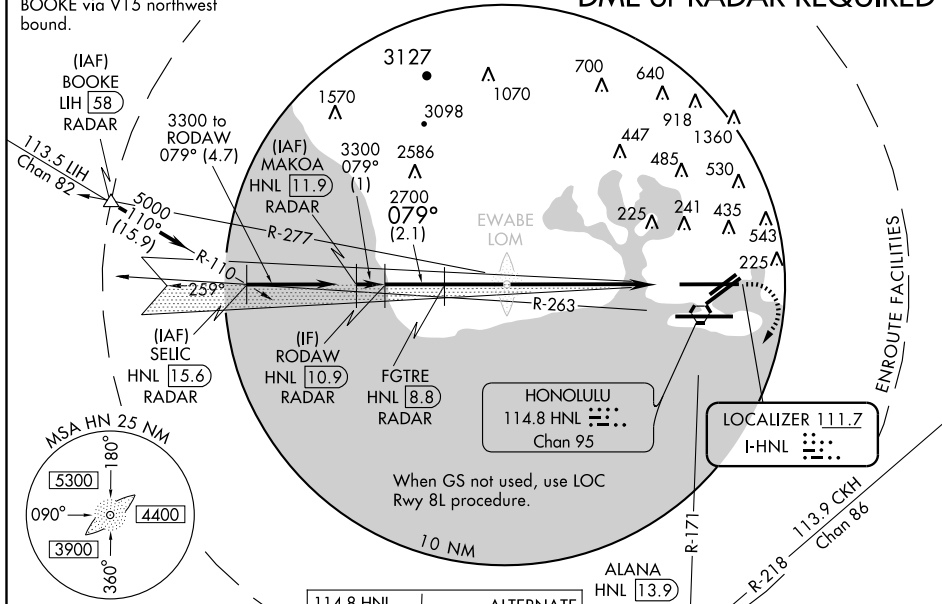 BOOKE via V15 northwest
bound.
DME or RADAR REQUIRED
(IAF)
BOOKE
LIH 58
RADAR
113.5 LIH
Chan 82
3300 to
RODAW
079° (4.7)
(IAF)
MAKOA
HNL 11.9
RADAR
3300
079°
(1)
2700
079°
(2.1)
3127
3098
2586
1570
1070
700
640
918
1360
447
485
530
225
241
435
543
225
5000
110°
(15.9)
R-277
R-110
259°
R-263
EWABE
LOM
(IAF)
SELIC
HNL 15.6
RADAR
(IF)
RODAW
HNL 10.9
RADAR
FGTRE
HNL 8.8
RADAR
HONOLULU
114.8 HNL
Chan 95
LOCALIZER 111.7
I-HNL
ENROUTE FACILITIES
When GS not used, use LOC
Rwy 8L procedure.
10 NM
MSA HN 25 NM
180°
5300
090°
4400
3900
360°
R-171
ALANA
HNL 13.9
R-218
113.9 CKH
Chan 86
114.8 HNL
ALTERNATE